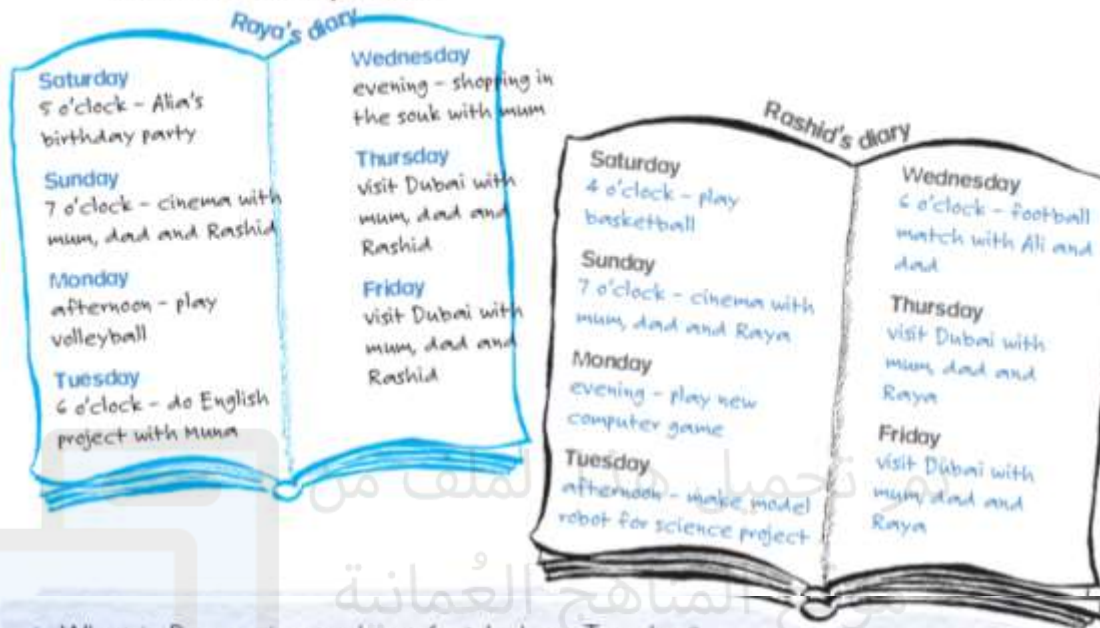 Raya's diary
Saturday
5 o'clock - Alia's
birthday party
Sunday
7 o'clock - cinema with
mum, dad and Rashid
Monday
afternoon - play
volleyball
Tuesday
6 o'clock - do English
project with Muna
Wednesday
evening - shopping in
the souk with mum
Thursday
visit Dubai with
mum, dad and
Rashid
Friday
visit Dubai with
mum, dad and
Rashid
Rashid's diary
Saturday
4 o'clock - play
basketball
Sunday
7 o'clock - cinema with
mum, dad and Raya
Monday
evening - play new
computer game
Tuesday
afternoon - make model
robot for science project
Wednesday
6 o'clock - football
match with Ali and
dad
Thursday
visit Dubai with
mum, dad and
Raya
Friday
visit Dubai with
mum, dad and
Raya
تم تحميل هذا الملف من
المناهج العُمانية